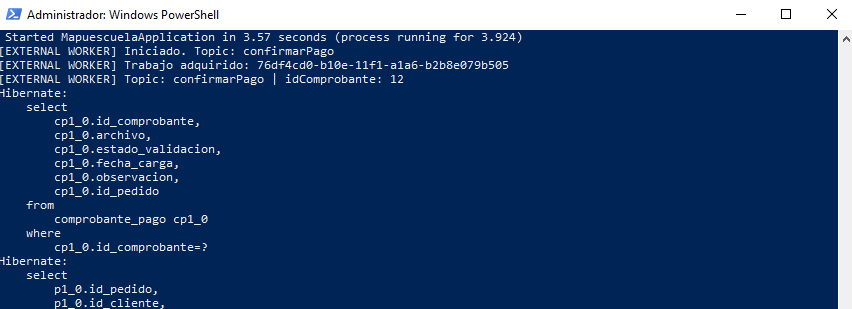 Administrador: Windows PowerShell
Started MapuescuelaApplication in 3.57 seconds (process running for 3.924)
[EXTERNAL WORKER] Iniciado. Topic: confirmarPago
[EXTERNAL WORKER] Trabajo adquirido: 76df4cd0-b10e-11f1-a1a6-b2b8e079b505
[EXTERNAL WORKER] Topic: confirmarPago | idComprobante: 12
Hibernate:
select
cp1_0.id_comprobante,
cp1_0.archivo,
cp1_0.estado_validacion,
cp1_0.fecha_carga,
cp1_0.observacion,
cp1_0.id_pedido
from
comprobante_pago cp1_0
where
cp1_0.id_comprobante=?
Hibernate:
select
p1_0.id_pedido,
p1_0.id_cliente,